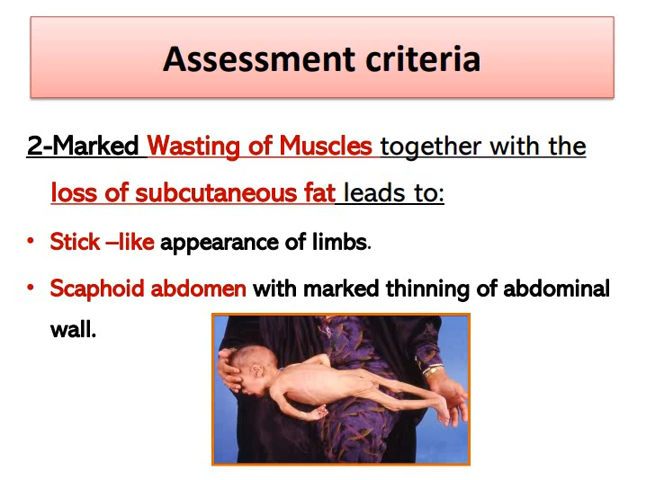 Assessment criteria
2-Marked Wasting of Muscles together with the
loss of subcutaneous fat leads to:
• Stick –like appearance of limbs.
• Scaphoid abdomen with marked thinning of abdominal
wall.